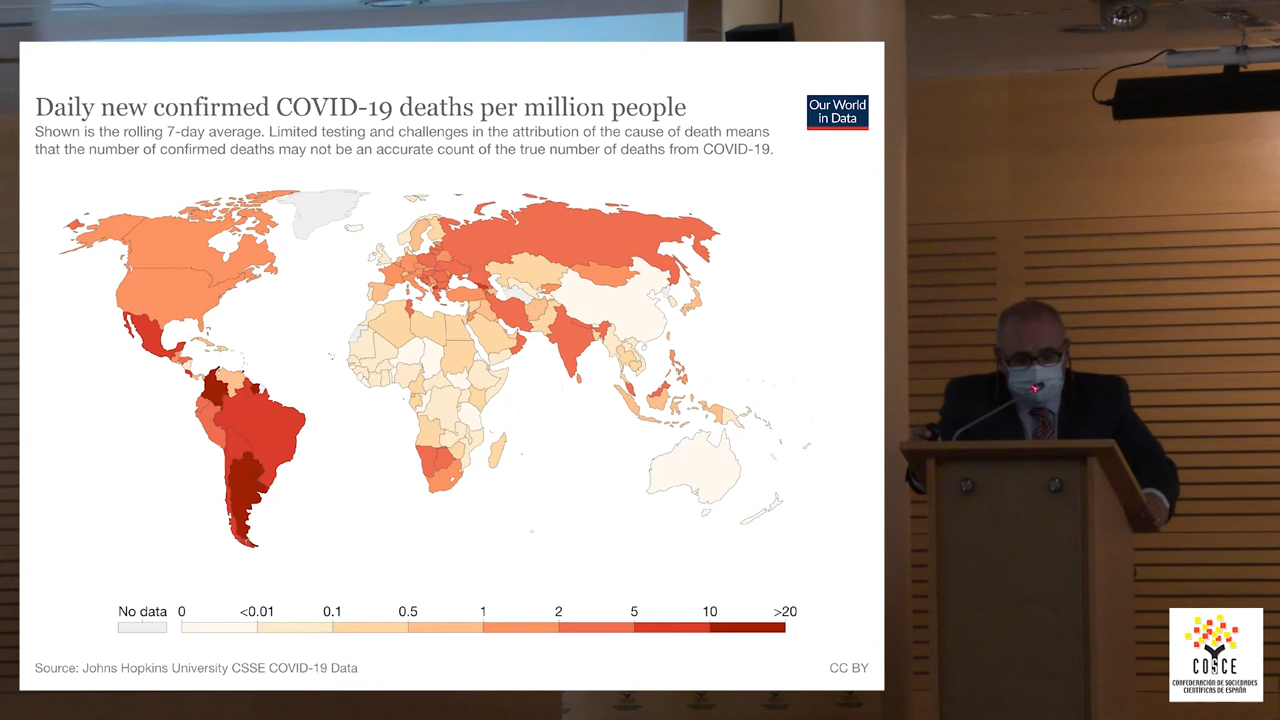 Daily new confirmed COVID-19 deaths per million people
Our World
in Data
Shown is the rolling 7-day average. Limited testing and challenges in the attribution of the cause of death means
that the number of confirmed deaths may not be an accurate count of the true number of deaths from COVID-19.
No data 0 <0.01 0.1 0.5 1 2 5 10 >20
Source: Johns Hopkins University CSSE COVID-19 Data
CC BY
COSCE
CONFEDERACIÓN DE SOCIEDADES
CIENTÍFICAS DE ESPAÑA